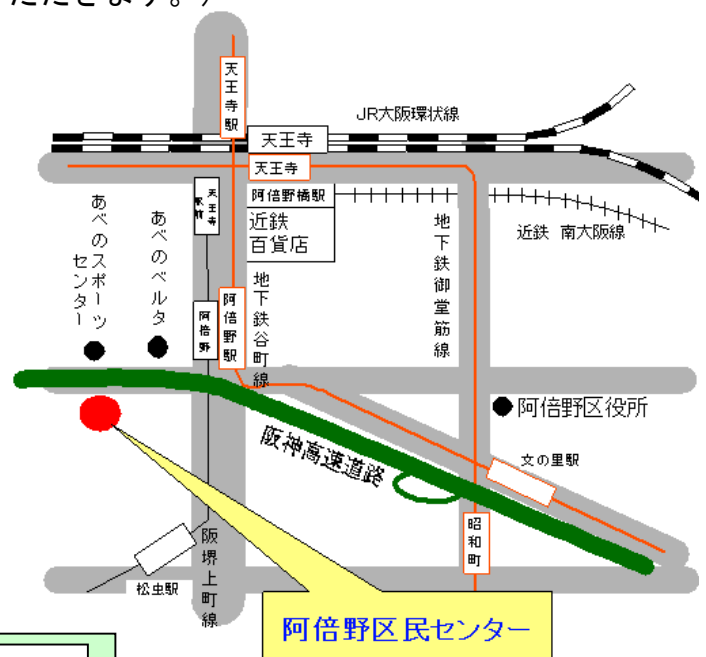 ただきます。）
天王寺駅
JR大阪環状線
天王寺
天王寺
天王寺駅前
阿倍野橋駅
近鉄
百貨店
近鉄 南大阪線
あべのスポーツ
センター
あべのベルタ
地下鉄谷町線
地下鉄御堂筋線
阿倍野
阿倍野駅
阿倍野区役所
阪神高速道路
文の里駅
昭和町
阪堺上町線
松虫駅
阿倍野区民センター